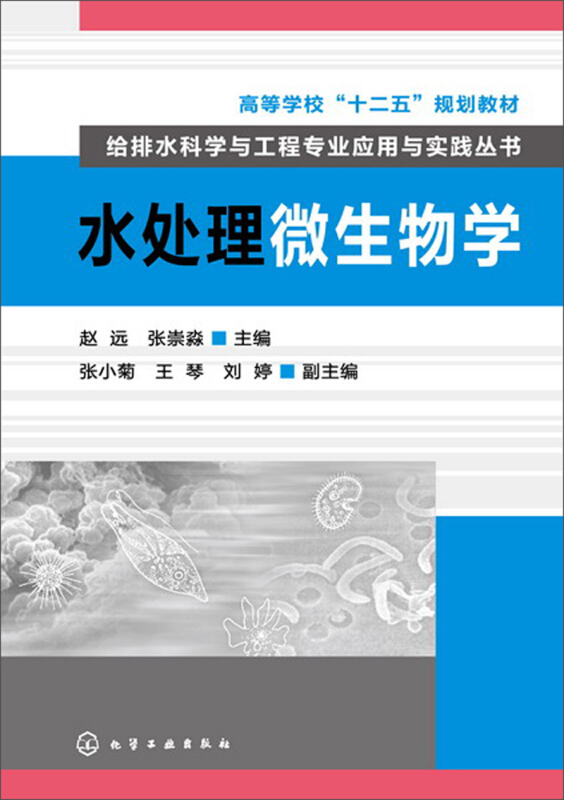 高等学校“十二五”规划教材
给排水科学与工程专业应用与实践丛书
水处理微生物学
赵 远 张崇淼 ■ 主编
张小菊 王 琴 刘 婷 ■ 副主编
化学工业出版社